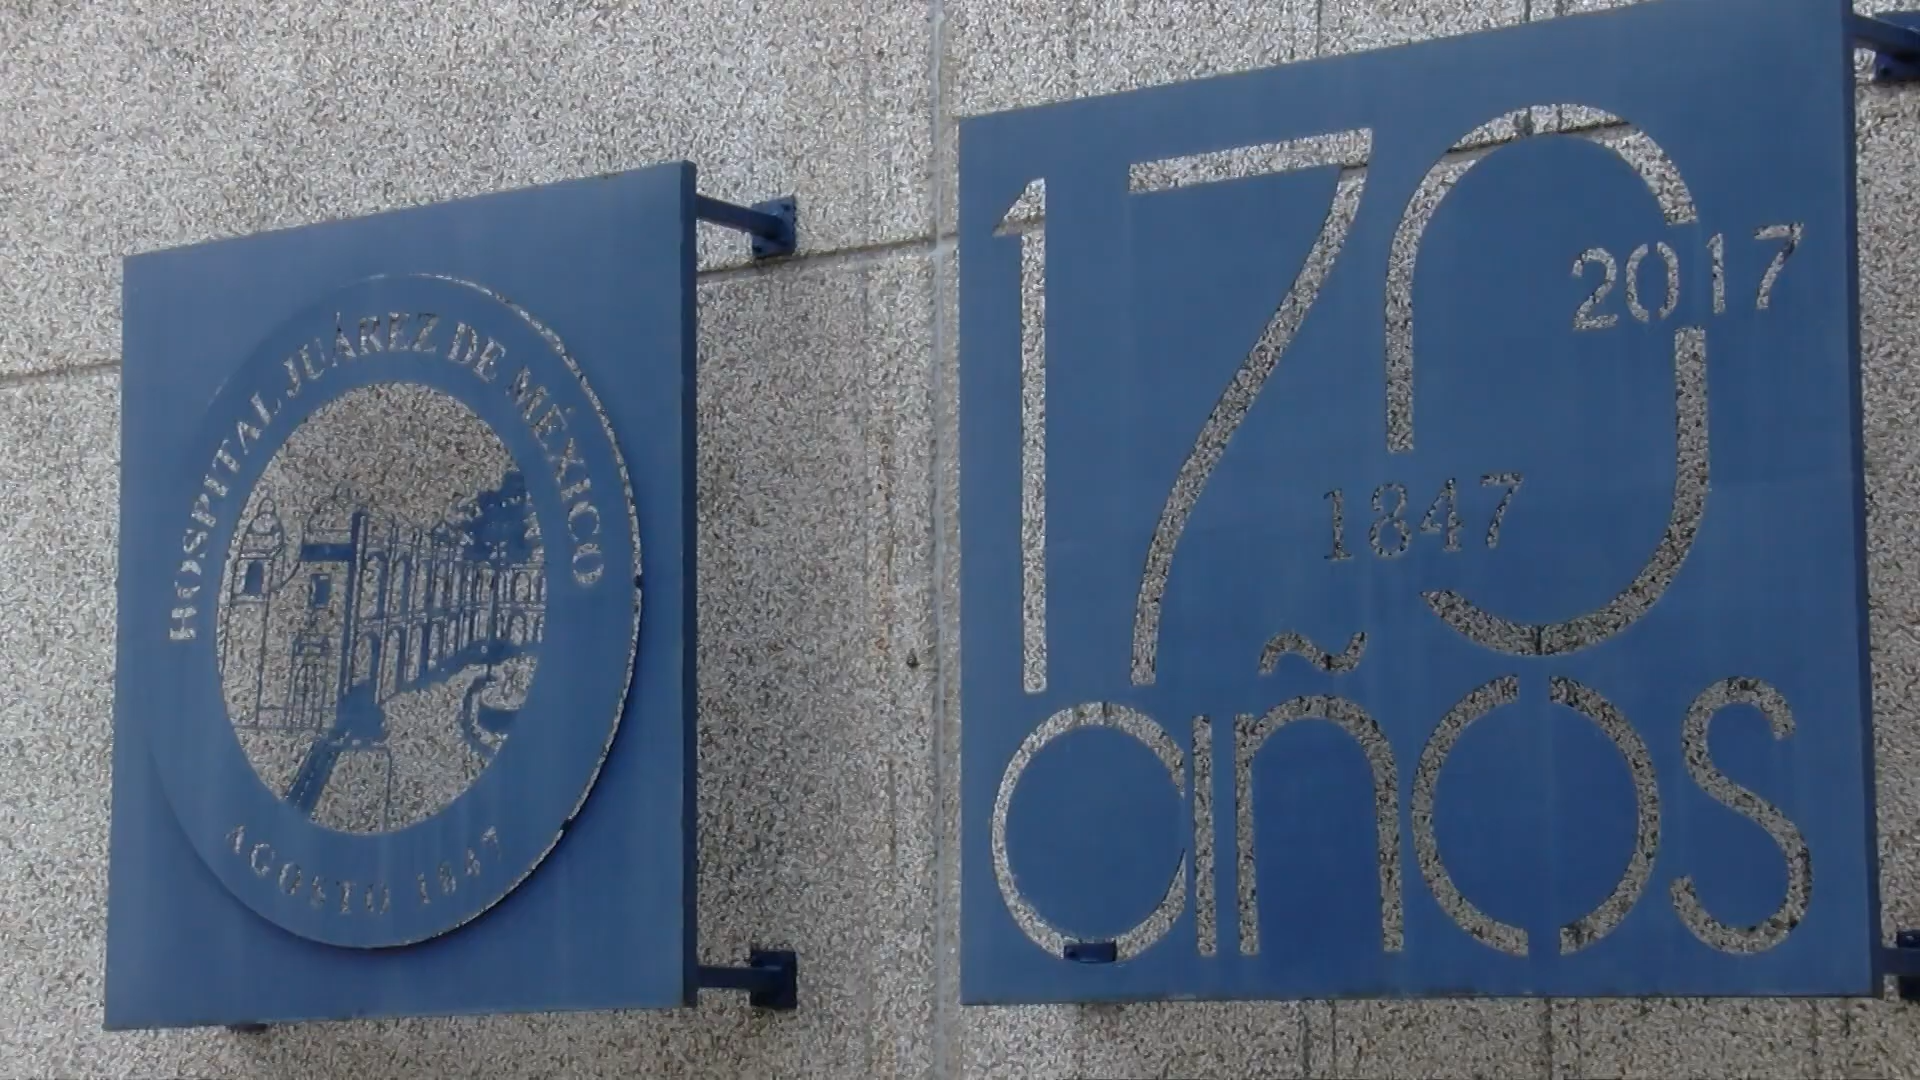 HOSPITAL JUÁREZ DE MÉXICO
AGOSTO 1847
170
2017
1847
años